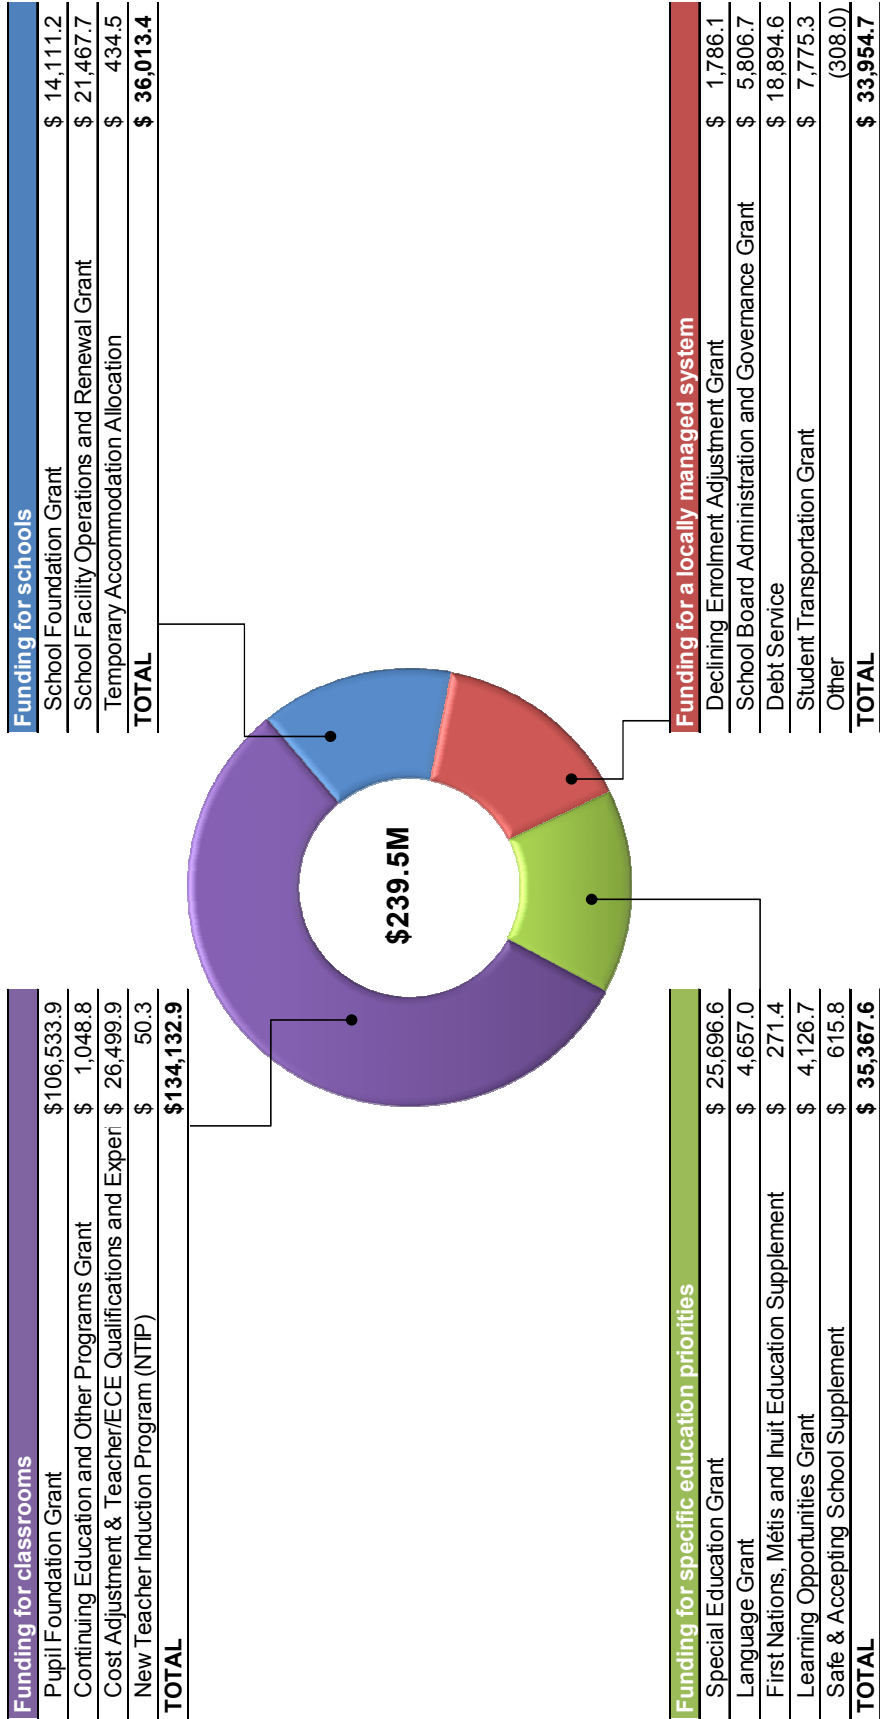 Funding for classrooms
Pupil Foundation Grant $106,533.9
Continuing Education and Other Programs Grant $ 1,048.8
Cost Adjustment & Teacher/ECE Qualifications and Experi $ 26,499.9
New Teacher Induction Program (NTIP) $ 50.3
TOTAL $134,132.9
Funding for schools
School Foundation Grant $ 14,111.2
School Facility Operations and Renewal Grant $ 21,467.7
Temporary Accommodation Allocation $ 434.5
TOTAL $ 36,013.4
$239.5M
Funding for specific education priorities
Special Education Grant $ 25,696.6
Language Grant $ 4,657.0
First Nations, Métis and Inuit Education Supplement $ 271.4
Learning Opportunities Grant $ 4,126.7
Safe & Accepting School Supplement $ 615.8
TOTAL $ 35,367.6
Funding for a locally managed system
Declining Enrolment Adjustment Grant $ 1,786.1
School Board Administration and Governance Grant $ 5,806.7
Debt Service $ 18,894.6
Student Transportation Grant $ 7,775.3
Other (308.0)
TOTAL $ 33,954.7